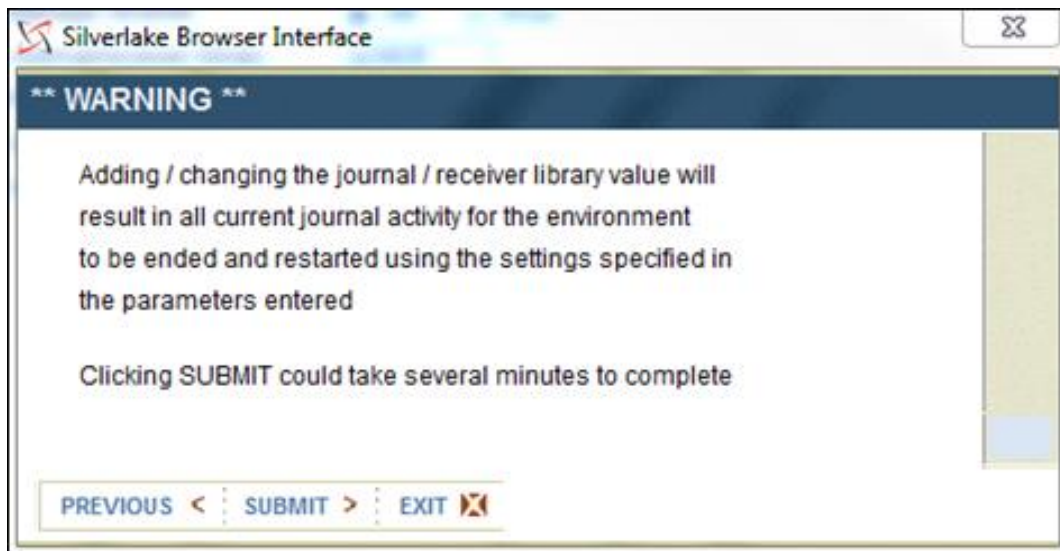 Silverlake Browser Interface
** WARNING **
Adding / changing the journal / receiver library value will
result in all current journal activity for the environment
to be ended and restarted using the settings specified in
the parameters entered
Clicking SUBMIT could take several minutes to complete
PREVIOUS < SUBMIT > EXIT